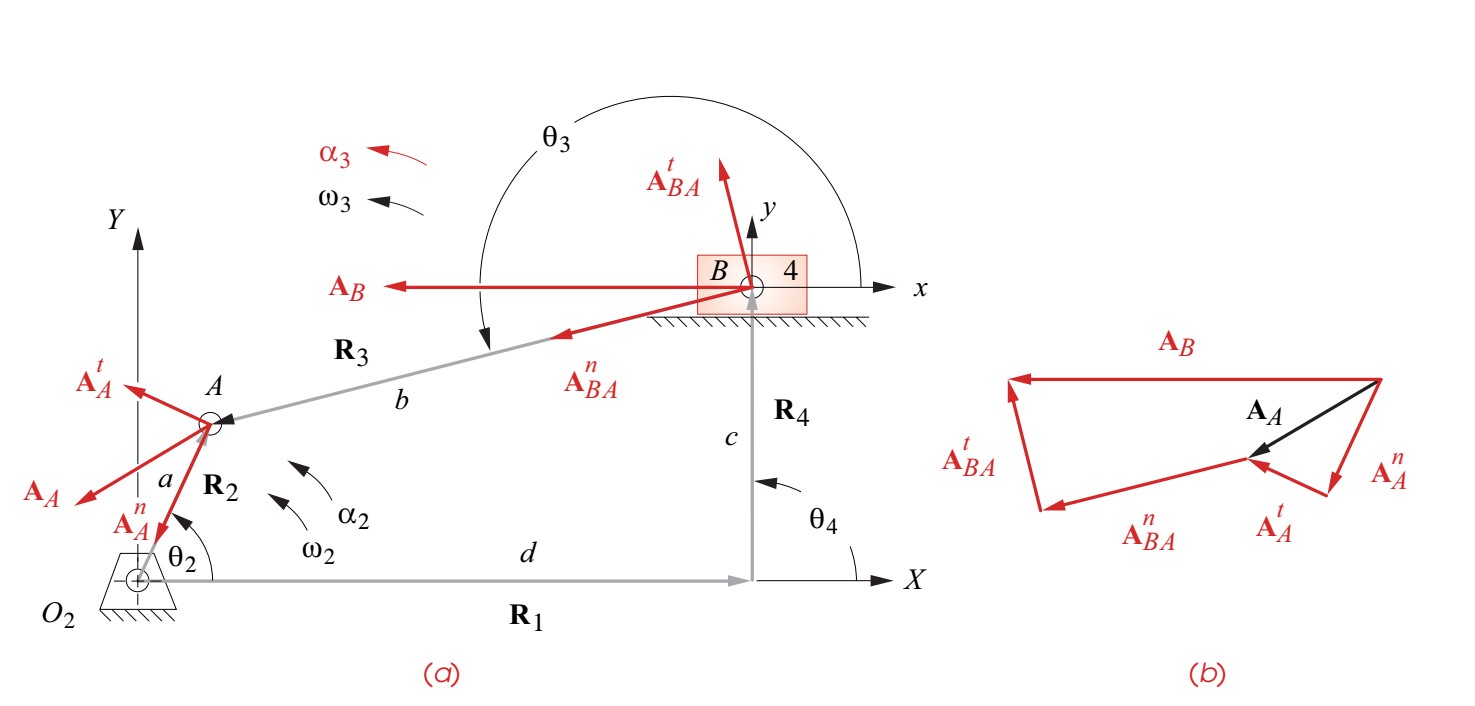 θ3
α3
ω3
A^t_BA
y
Y
B
4
x
A_B
A_B
R3
A^t_A
A
A^n_BA
b
R4
A_A
c
a
R2
A^t_BA
A^n_A
A_A
A^n_A
α2
θ4
A^n_BA
A^t_A
θ2
ω2
d
X
O2
R1
(a)
(b)